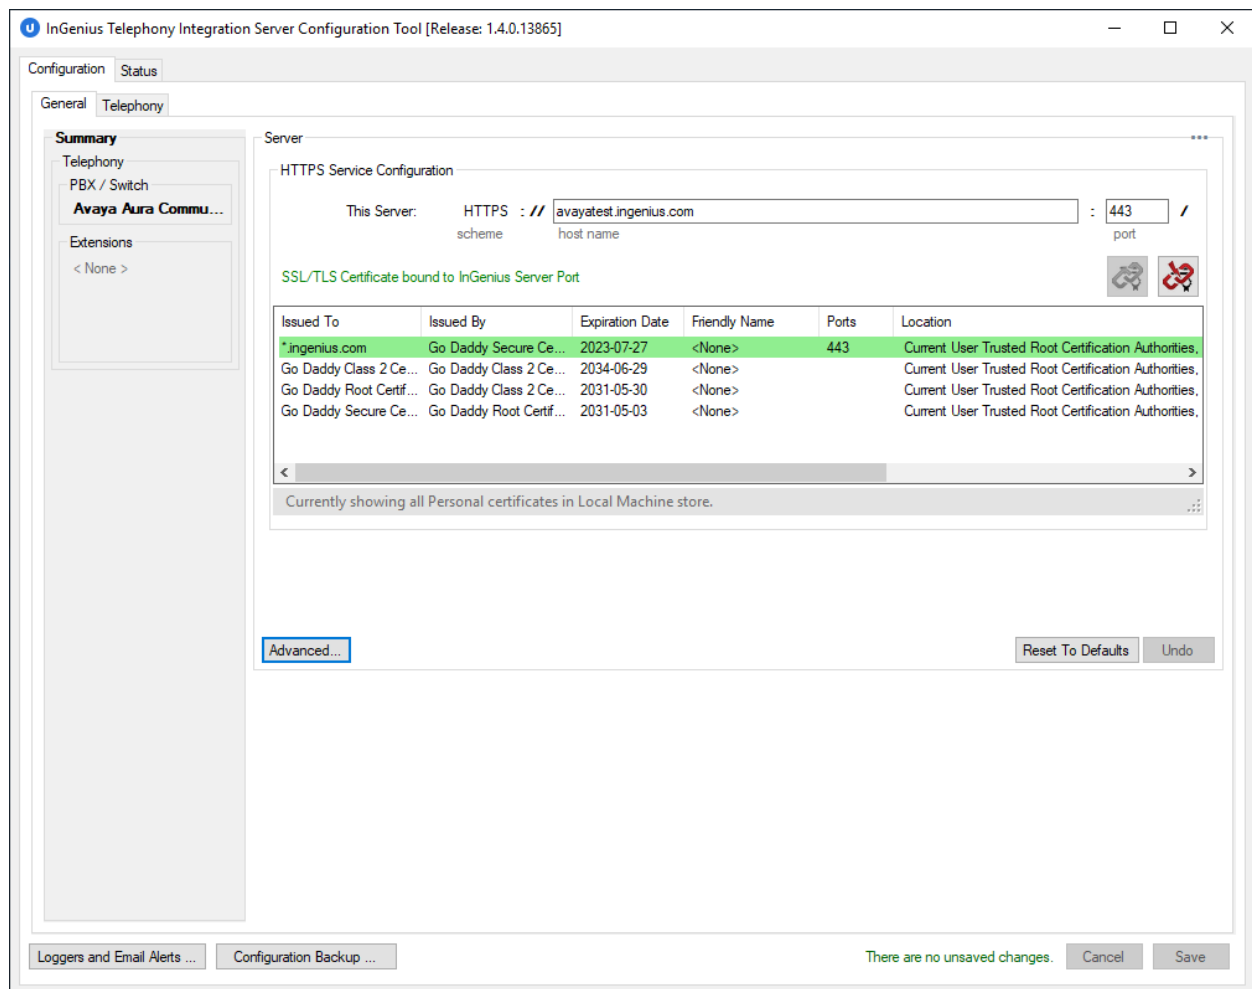 InGenius Telephony Integration Server Configuration Tool [Release: 1.4.0.13865]
Configuration Status
General Telephony
Summary
Telephony
PBX / Switch
Avaya Aura Commu...
Extensions
< None >
Server
HTTPS Service Configuration
This Server: HTTPS : // avayatest.ingenius.com : 443 /
scheme host name port
SSL/TLS Certificate bound to InGenius Server Port
Issued To Issued By Expiration Date Friendly Name Ports Location
*.ingenius.com Go Daddy Secure Ce... 2023-07-27 <None> 443 Current User Trusted Root Certification Authorities,
Go Daddy Class 2 Ce... Go Daddy Class 2 Ce... 2034-06-29 <None> Current User Trusted Root Certification Authorities,
Go Daddy Root Certif... Go Daddy Class 2 Ce... 2031-05-30 <None> Current User Trusted Root Certification Authorities,
Go Daddy Secure Ce... Go Daddy Root Certif... 2031-05-03 <None> Current User Trusted Root Certification Authorities,
Currently showing all Personal certificates in Local Machine store.
Advanced... Reset To Defaults Undo
Loggers and Email Alerts ... Configuration Backup ... There are no unsaved changes. Cancel Save